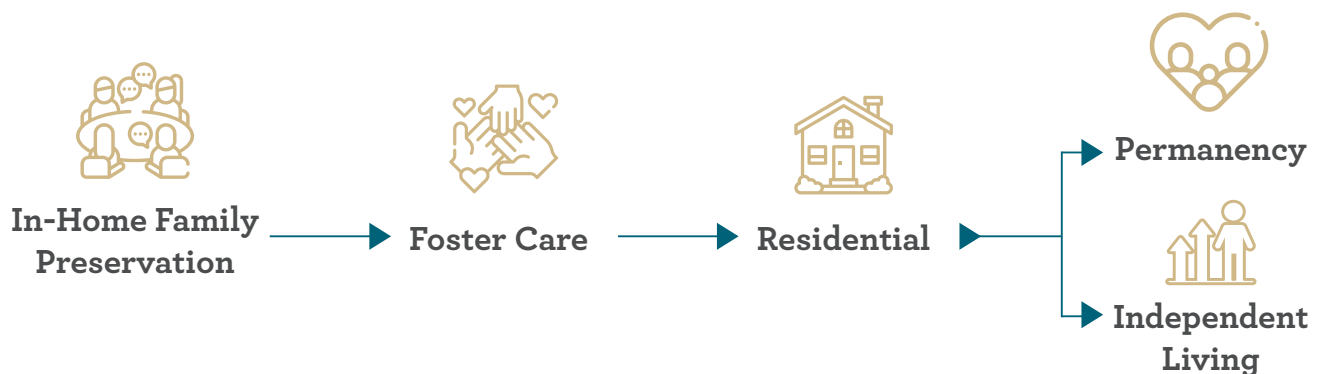 In-Home Family
Preservation
Foster Care
Residential
Permanency
Independent
Living